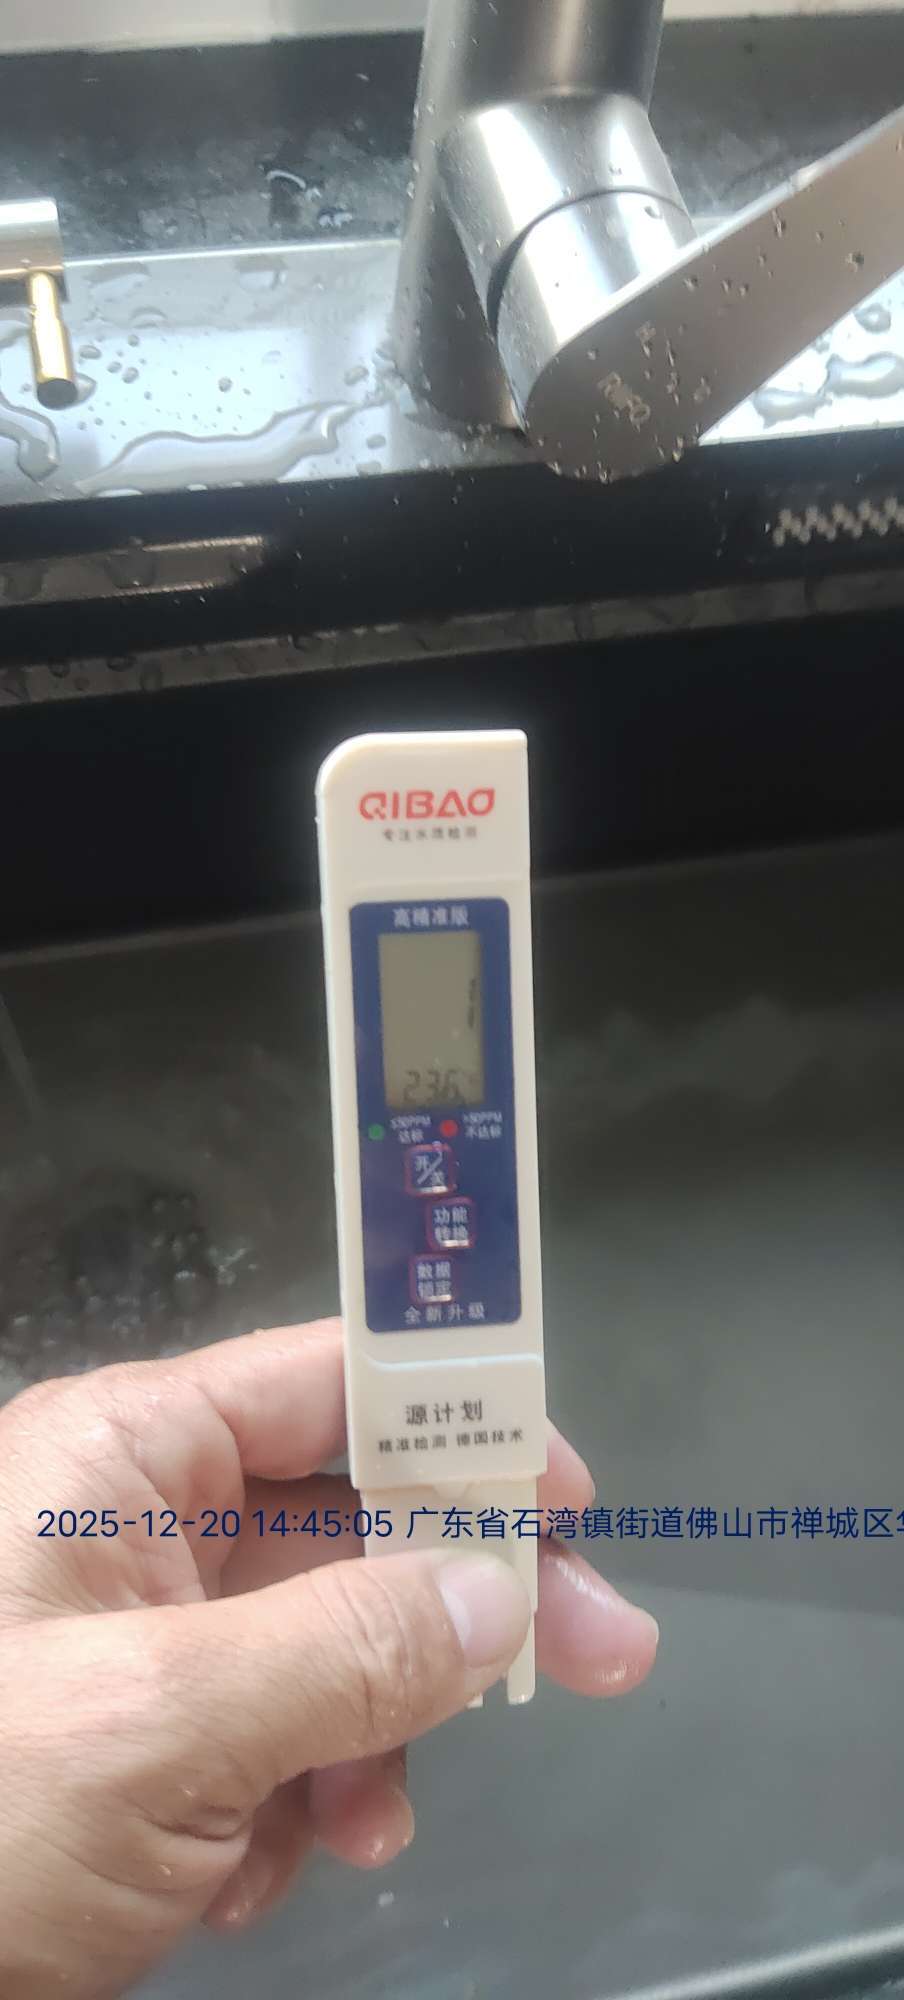 QIBAO
专注水质检测
高精准版
23.6
≤50PPM
达标
>50PPM
不达标
开/关
功能
转换
数据
锁定
全新升级
源计划
精准检测 德国技术
2025-12-20 14:45:05 广东省石湾镇街道佛山市禅城区